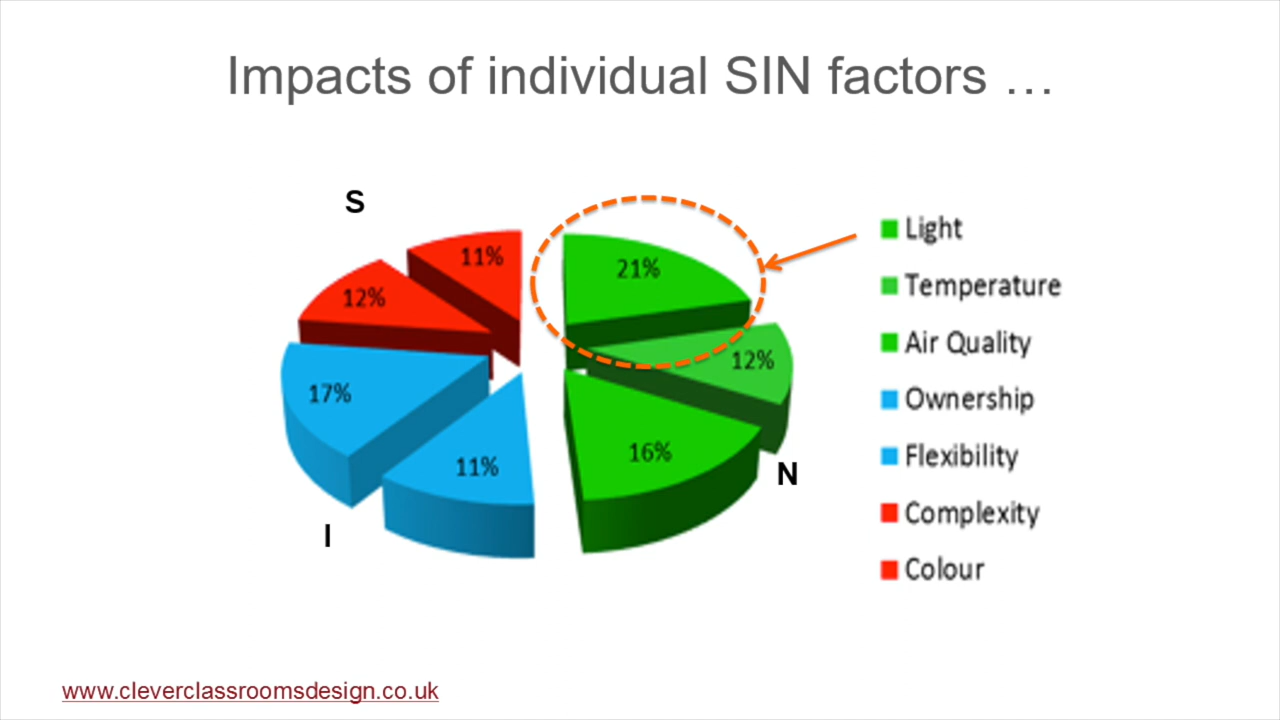 Impacts of individual SIN factors …
S
11%
21%
12%
12%
17%
16%
11%
N
I
Light
Temperature
Air Quality
Ownership
Flexibility
Complexity
Colour
www.cleverclassroomsdesign.co.uk